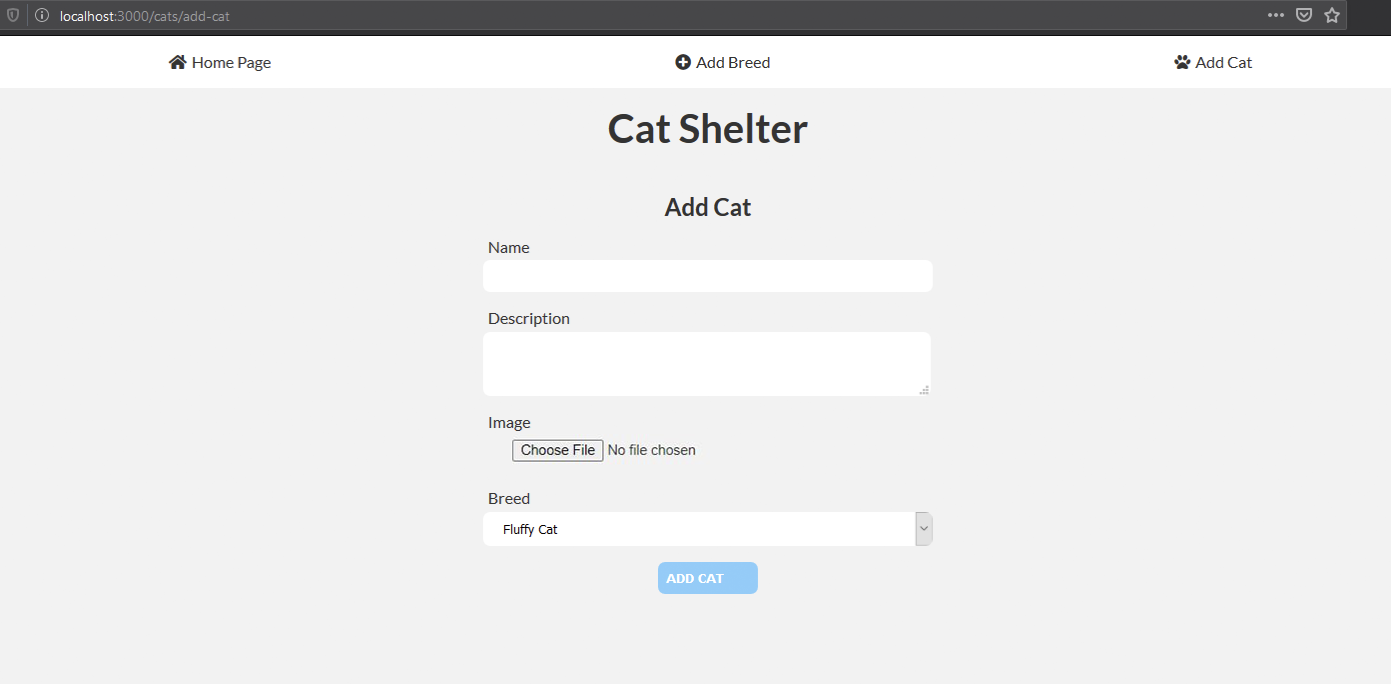 localhost:3000/cats/add-cat
Home Page Add Breed Add Cat
Cat Shelter
Add Cat
Name
Description
Image
Choose File No file chosen
Breed
Fluffy Cat
ADD CAT